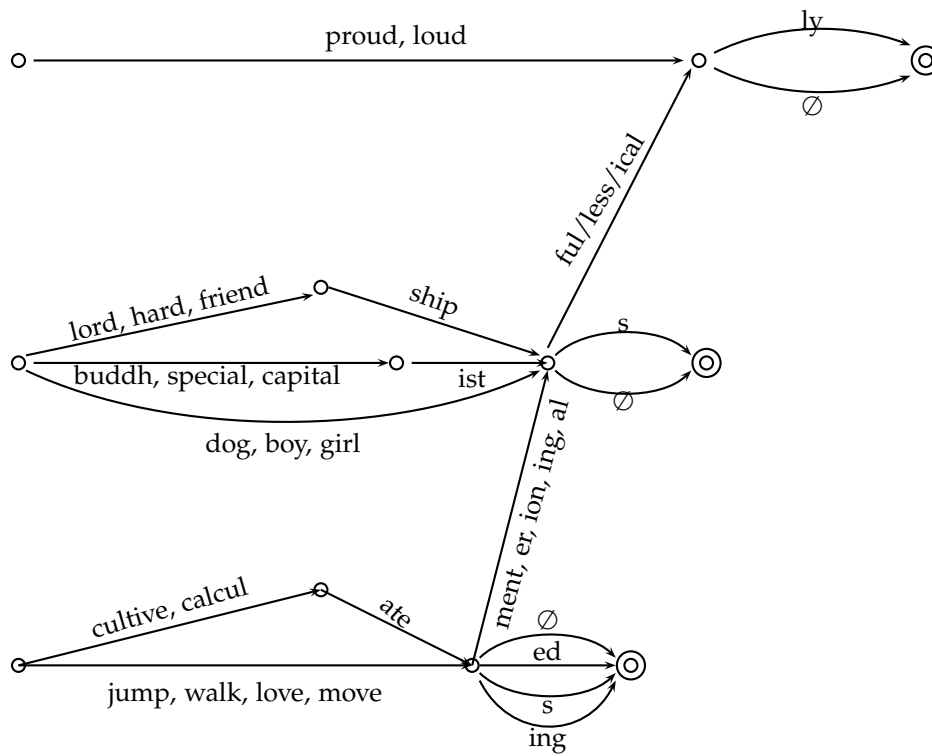 proud, loud
ly
∅
ful/less/ical
lord, hard, friend
ship
buddh, special, capital
ist
s
∅
dog, boy, girl
ment, er, ion, ing, al
cultive, calcul
ate
jump, walk, love, move
∅
ed
s
ing